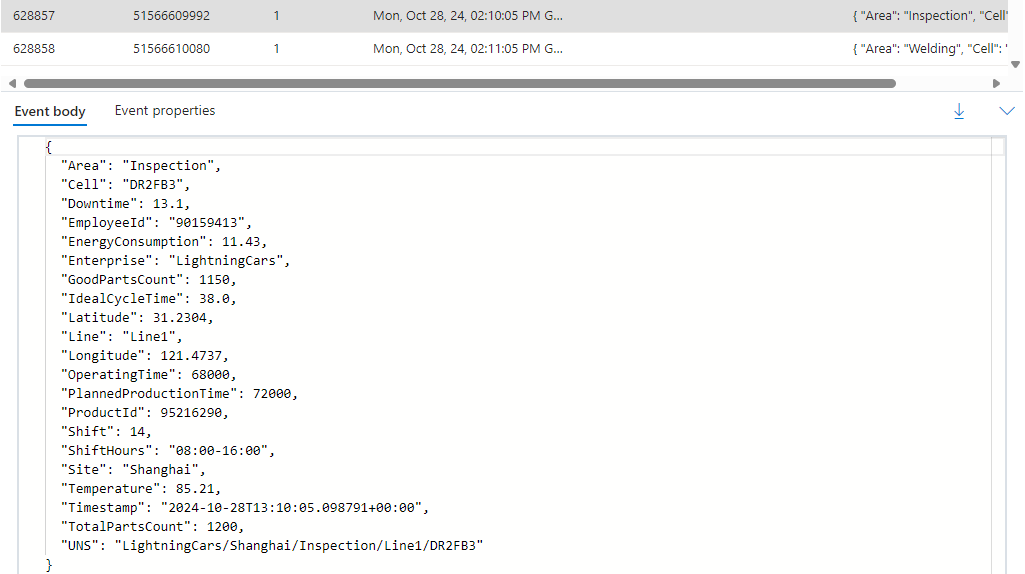 628857 51566609992 1 Mon, Oct 28, 24, 02:10:05 PM G... { "Area": "Inspection", "Cell"
628858 51566610080 1 Mon, Oct 28, 24, 02:11:05 PM G... { "Area": "Welding", "Cell": "
Event body Event properties
{
"Area": "Inspection",
"Cell": "DR2FB3",
"Downtime": 13.1,
"EmployeeId": "90159413",
"EnergyConsumption": 11.43,
"Enterprise": "LightningCars",
"GoodPartsCount": 1150,
"IdealCycleTime": 38.0,
"Latitude": 31.2304,
"Line": "Line1",
"Longitude": 121.4737,
"OperatingTime": 68000,
"PlannedProductionTime": 72000,
"ProductId": 95216290,
"Shift": 14,
"ShiftHours": "08:00-16:00",
"Site": "Shanghai",
"Temperature": 85.21,
"Timestamp": "2024-10-28T13:10:05.098791+00:00",
"TotalPartsCount": 1200,
"UNS": "LightningCars/Shanghai/Inspection/Line1/DR2FB3"
}